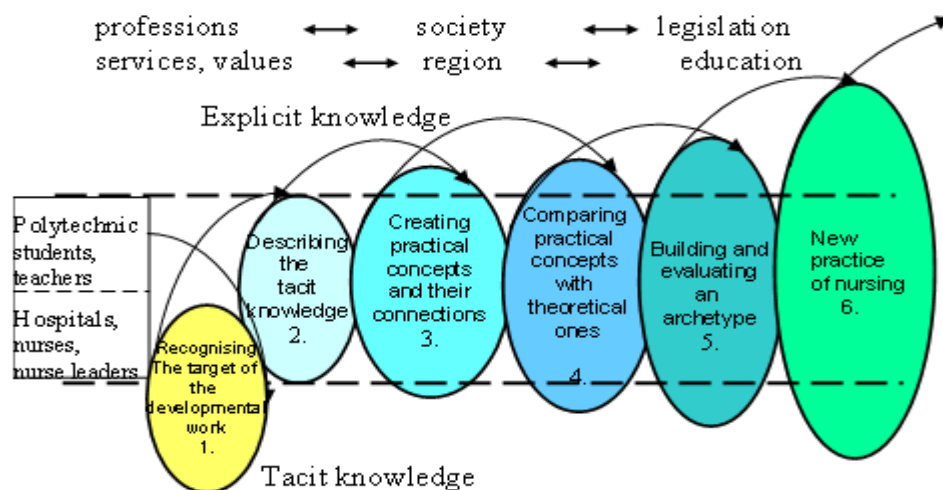 professions society legislation
services, values region education
Explicit knowledge
Polytechnic
students,
teachers
Hospitals,
nurses,
nurse leaders
Recognising
The target of
the
developmental
work
1.
Describing
the
tacit
knowledge
2.
Creating
practical
concepts
and their
connections
3.
Comparing
practical
concepts
with
theoretical
ones
4.
Building and
evaluating
an
archetype
5.
New
practice
of nursing
6.
Tacit knowledge